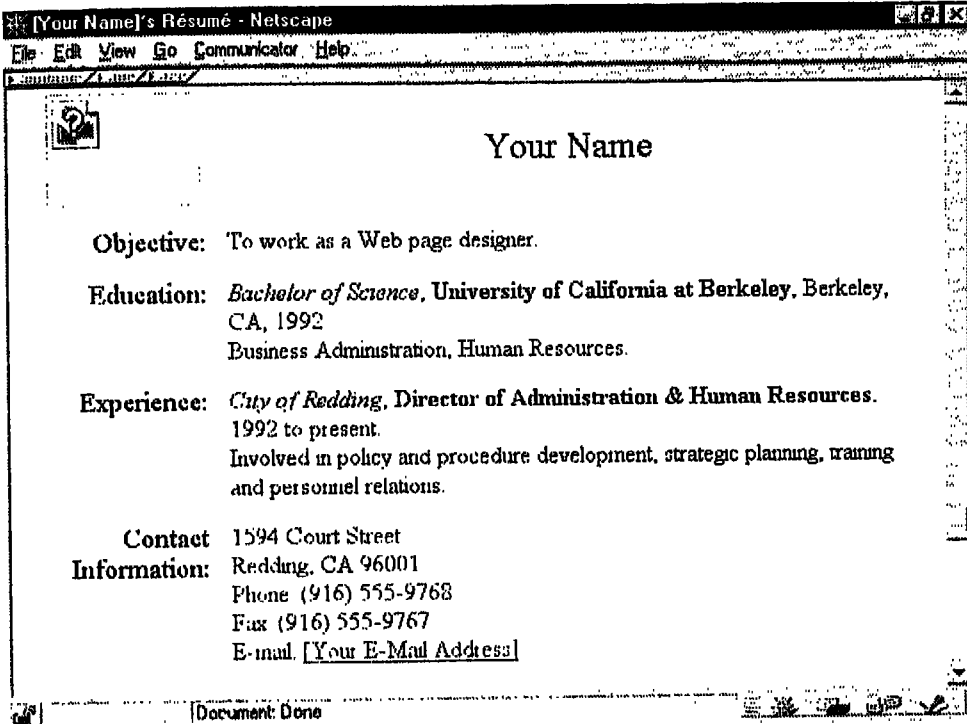 [Your Name]'s Résumé - Netscape
File Edit View Go Communicator Help
Your Name
Objective: To work as a Web page designer.
Education: Bachelor of Science, University of California at Berkeley, Berkeley,
CA, 1992
Business Administration, Human Resources.
Experience: City of Redding, Director of Administration & Human Resources.
1992 to present.
Involved in policy and procedure development, strategic planning, training
and personnel relations.
Contact 1594 Court Street
Information: Redding, CA 96001
Phone (916) 555-9768
Fax (916) 555-9767
E-mail. [Your E-Mail Address]
Document: Done